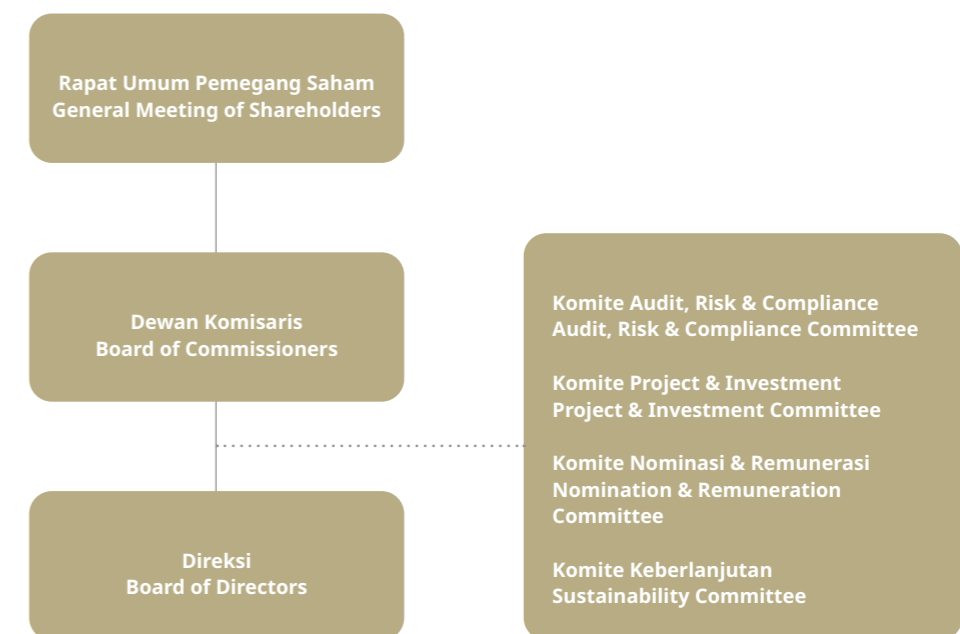 Rapat Umum Pemegang Saham
General Meeting of Shareholders
Dewan Komisaris
Board of Commissioners
Komite Audit, Risk & Compliance
Audit, Risk & Compliance Committee
Komite Project & Investment
Project & Investment Committee
Komite Nominasi & Remunerasi
Nomination & Remuneration
Committee
Komite Keberlanjutan
Sustainability Committee
Direksi
Board of Directors